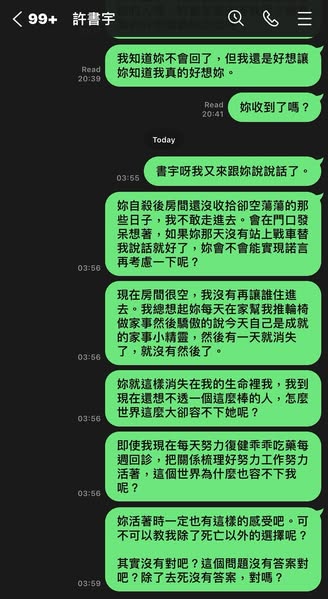 99+ 許書宇
我知道妳不會回了，但我還是好想讓
妳知道我真的好想妳。
Read
20:39
妳收到了嗎？
Read
20:41
Today
書宇呀我又來跟妳說說話了。
03:55
妳自殺後房間還沒收拾卻空蕩蕩的那
些日子，我不敢走進去。會在門口發
呆想著，如果妳那天沒有站上戰車替
我說話就好了，妳會不會能實現諾言
再考慮一下呢？
03:56
現在房間很空，我沒有再讓誰住進
去。我總想起妳每天在家幫我推輪椅
做家事然後驕傲的說今天自己是成就
的家事小精靈，然後有一天就消失
了，就沒有然後了。
03:56
妳就這樣消失在我的生命裡我，我到
現在還想不透一個這麼棒的人，怎麼
世界這麼大卻容不下她呢？
03:56
即使我現在每天努力復健乖乖吃藥每
週回診，把關係梳理好努力工作努力
活著，這個世界為什麼也容不下我
呢？
03:56
妳活著時一定也有這樣的感受吧。可
不可以教我除了死亡以外的選擇呢？
其實沒有對吧？這個問題沒有答案對
吧？除了去死沒有答案，對嗎？
03:59